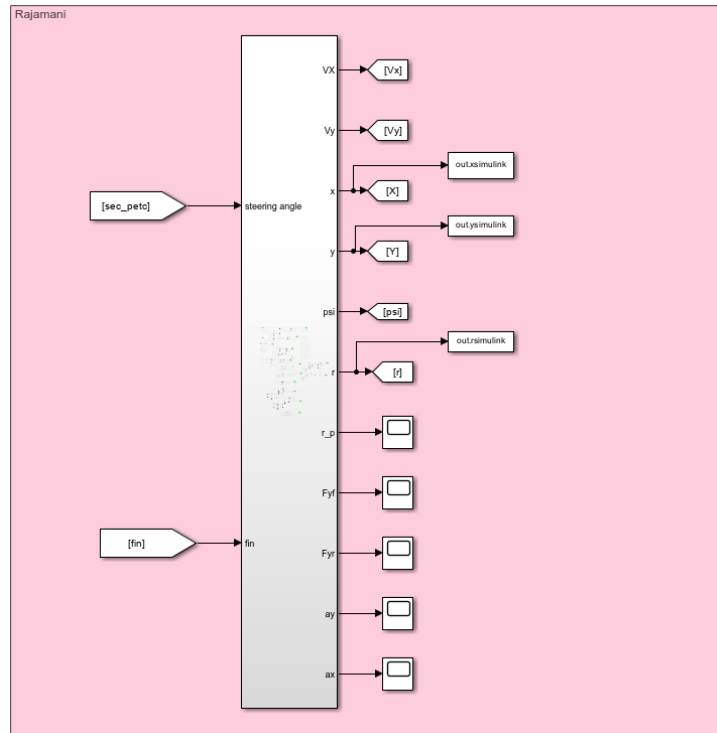 Rajamani
VX
[Vx]
Vy
[Vy]
out.xsimulink
x
[X]
[sec_petc]
steering angle
out.ysimulink
y
[Y]
psi
[psi]
out.rsimulink
r
[r]
r_p
Fyf
[fin]
fin
Fyr
ay
ax